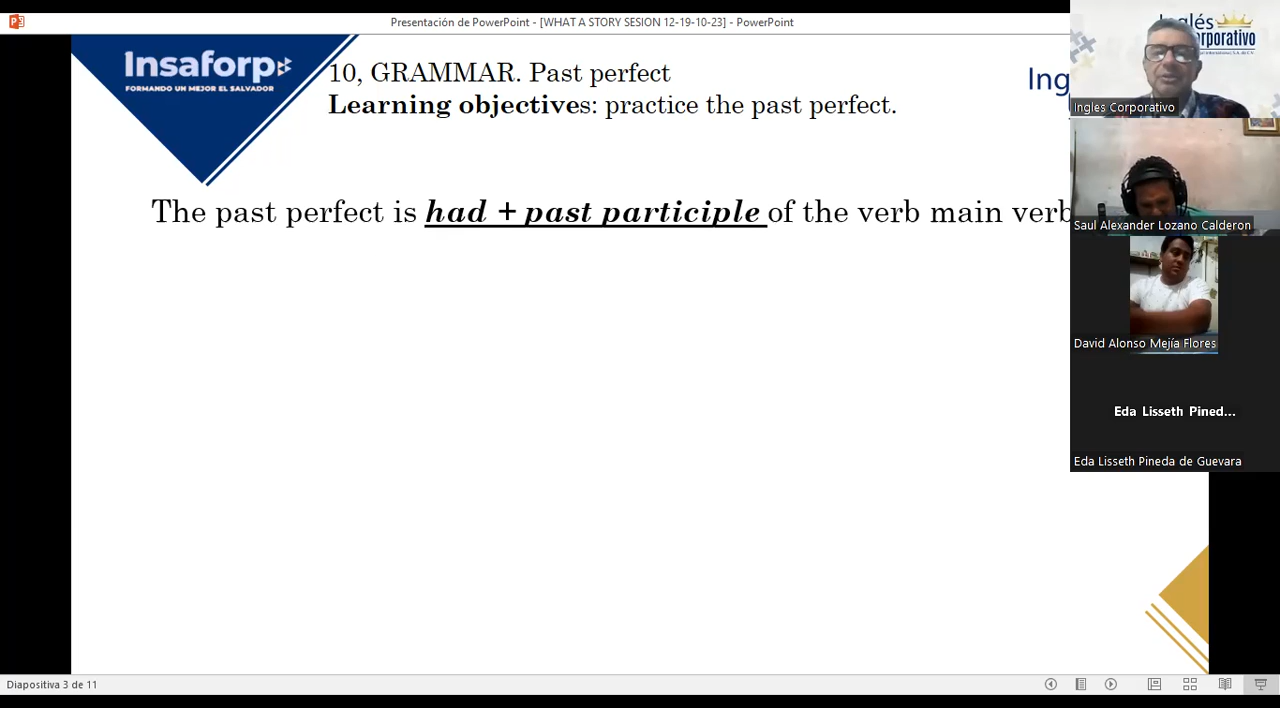 Presentación de PowerPoint - [WHAT A STORY SESION 12-19-10-23] - PowerPoint
Insaforp
FORMANDO UN MEJOR EL SALVADOR
10, GRAMMAR. Past perfect
Learning objectives: practice the past perfect.
Ing
Inglés
orporativo
Ingles Corporativo
The past perfect is had + past participle of the verb main verb
Saul Alexander Lozano Calderon
David Alonso Mejía Flores
Eda Lisseth Pined...
Eda Lisseth Pineda de Guevara
Diapositiva 3 de 11